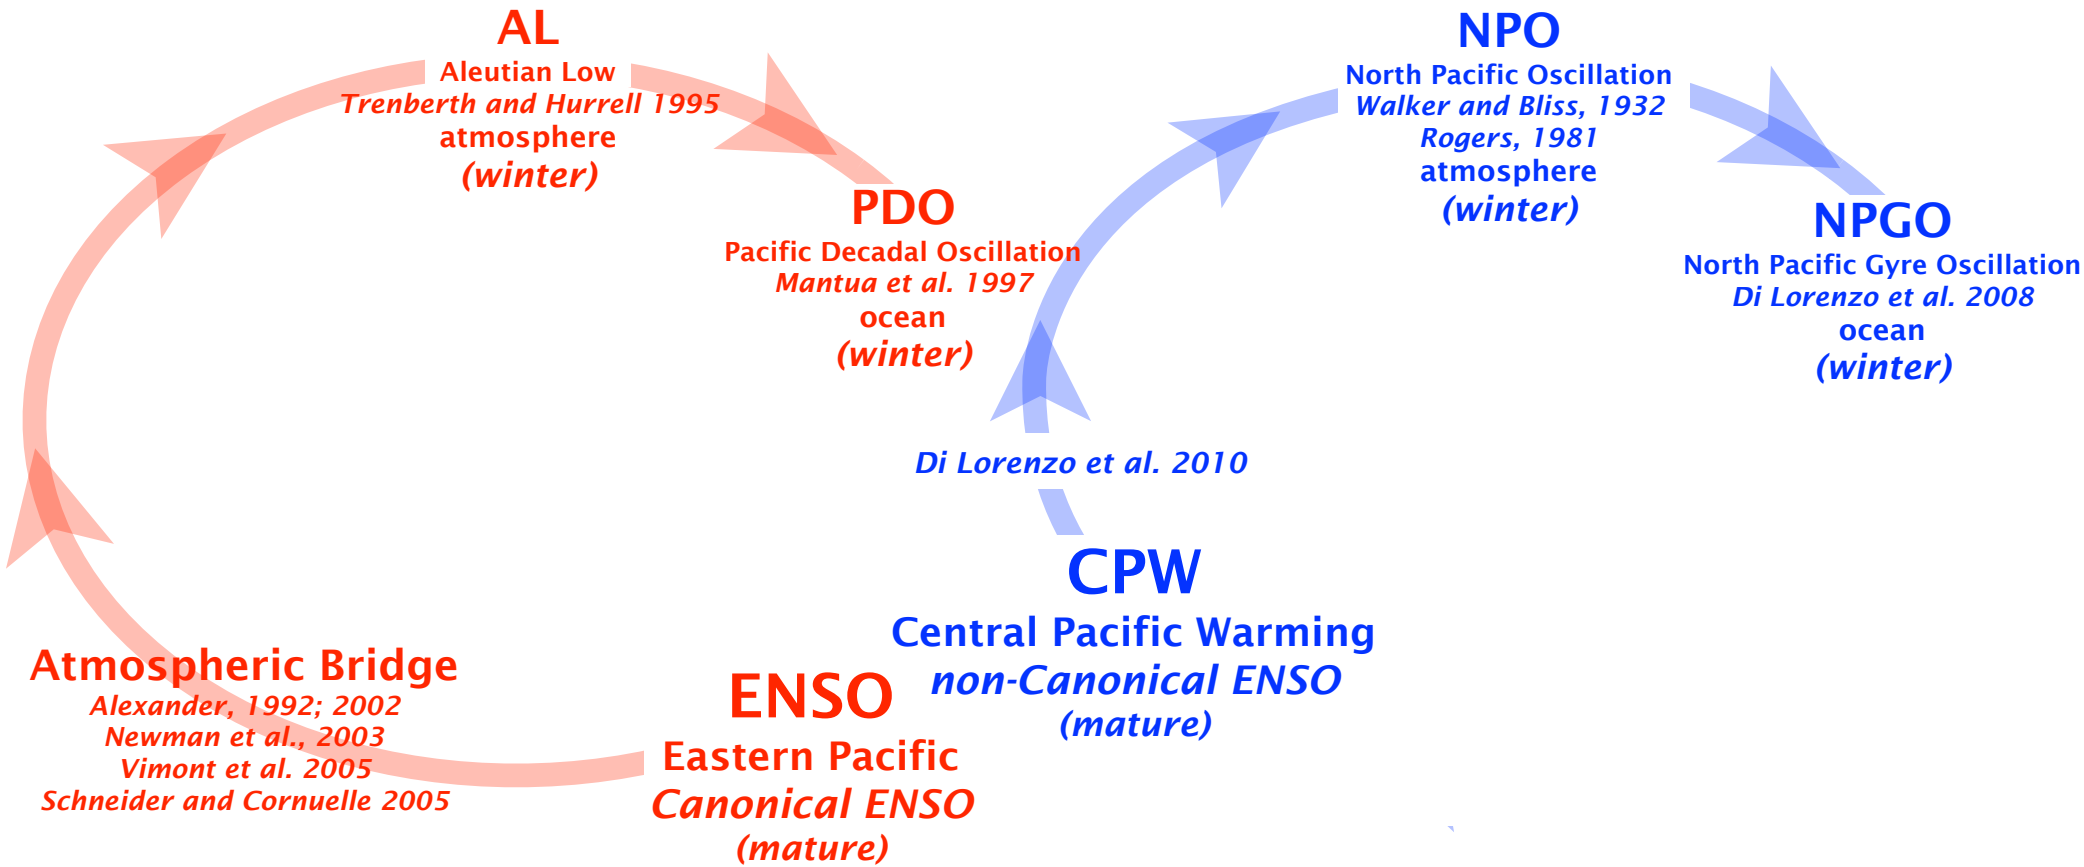 AL
Aleutian Low
Trenberth and Hurrell 1995
atmosphere
(winter)
PDO
Pacific Decadal Oscillation
Mantua et al. 1997
ocean
(winter)
NPO
North Pacific Oscillation
Walker and Bliss, 1932
Rogers, 1981
atmosphere
(winter)
NPGO
North Pacific Gyre Oscillation
Di Lorenzo et al. 2008
ocean
(winter)
Di Lorenzo et al. 2010
CPW
Central Pacific Warming
non-Canonical ENSO
(mature)
Atmospheric Bridge
Alexander, 1992; 2002
Newman et al., 2003
Vimont et al. 2005
Schneider and Cornuelle 2005
ENSO
Eastern Pacific
Canonical ENSO
(mature)